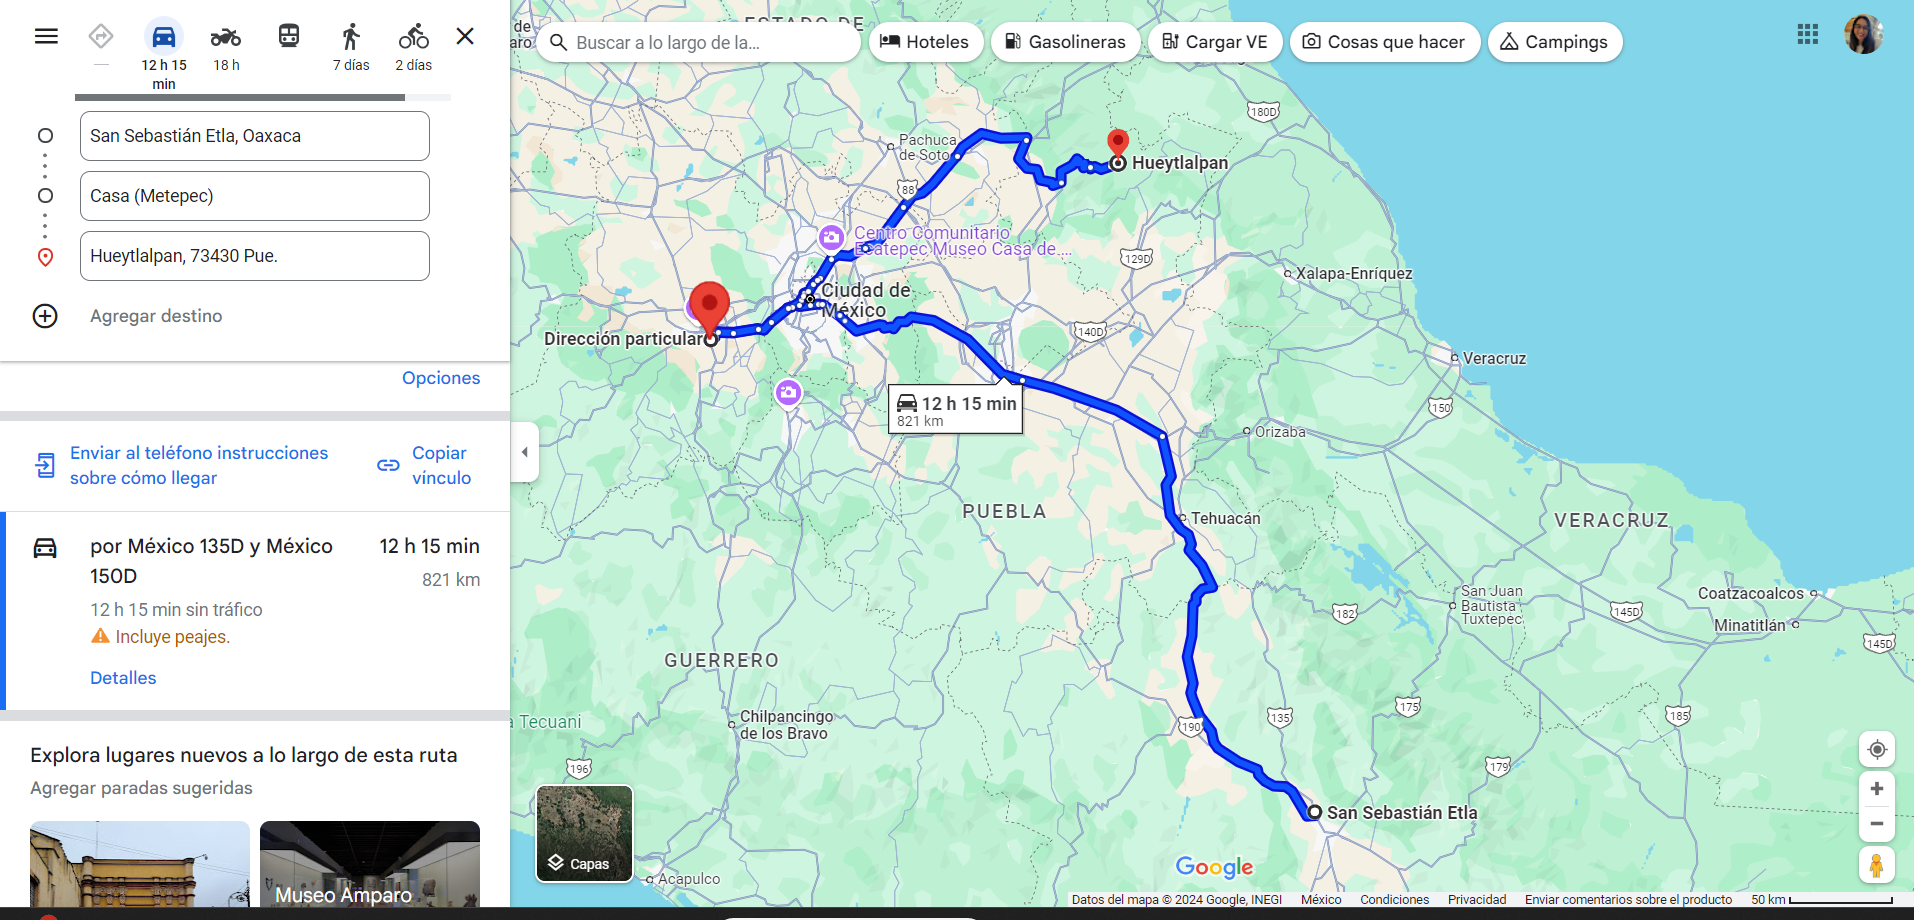 12 h 15
min
18 h
7 días
2 días
San Sebastián Etla, Oaxaca
Casa (Metepec)
Hueytlalpan, 73430 Pue.
Agregar destino
Opciones
Enviar al teléfono instrucciones
sobre cómo llegar
Copiar
vínculo
por México 135D y México
150D
12 h 15 min
821 km
12 h 15 min sin tráfico
Incluye peajes.
Detalles
Explora lugares nuevos a lo largo de esta ruta
Agregar paradas sugeridas
Museo Amparo
Buscar a lo largo de la...
Hoteles
Gasolineras
Cargar VE
Cosas que hacer
Campings
ESTADO DE
de
aro
180D
Pachuca
de Soto
Hueytlalpan
88
Centro Comunitario
Ecatepec Museo Casa de ...
129D
Xalapa-Enríquez
Ciudad de
México
Dirección particular
140D
Veracruz
12 h 15 min
821 km
150
Orizaba
PUEBLA
Tehuacán
VERACRUZ
San Juan
Bautista
Tuxtepec
Coatzacoalcos
182
145D
Minatitlán
145D
GUERRERO
a Tecuani
Chilpancingo
de los Bravo
190
135
175
185
196
179
San Sebastián Etla
Capas
Acapulco
Google
Datos del mapa © 2024 Google, INEGI
México
Condiciones
Privacidad
Enviar comentarios sobre el producto
50 km